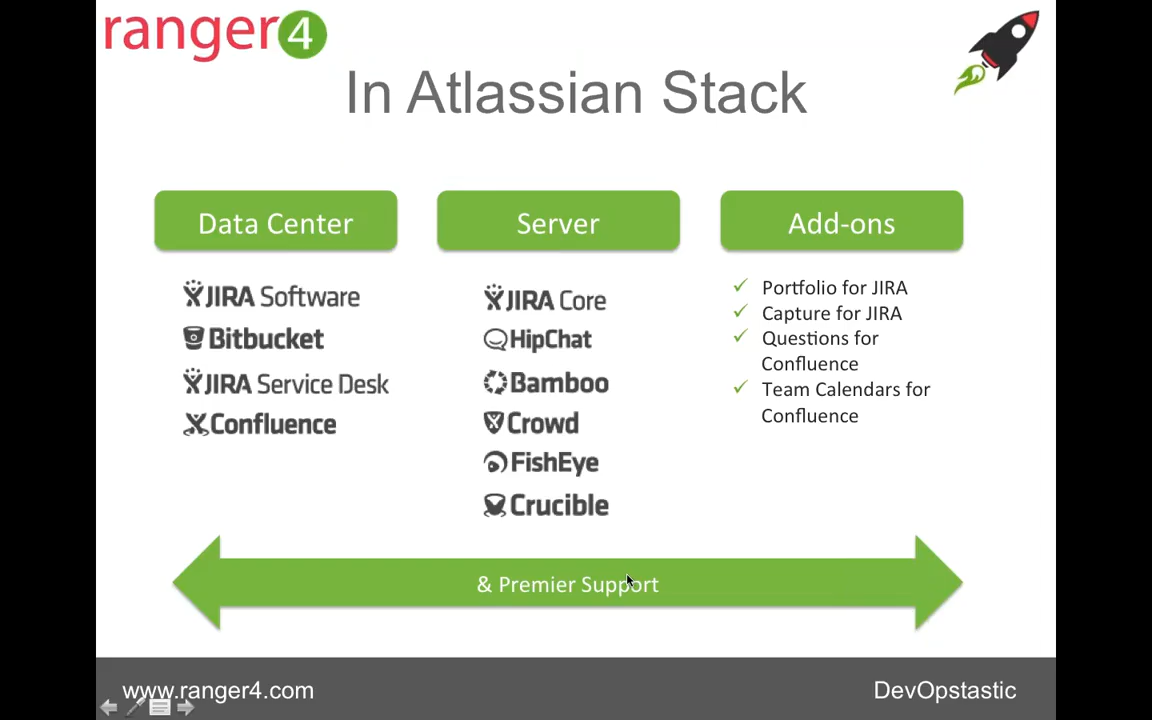 ranger4
In Atlassian Stack
Data Center
JIRA Software
Bitbucket
JIRA Service Desk
Confluence
Server
JIRA Core
HipChat
Bamboo
Crowd
FishEye
Crucible
Add-ons
Portfolio for JIRA
Capture for JIRA
Questions for
Confluence
Team Calendars for
Confluence
& Premier Support
www.ranger4.com
DevOpstastic